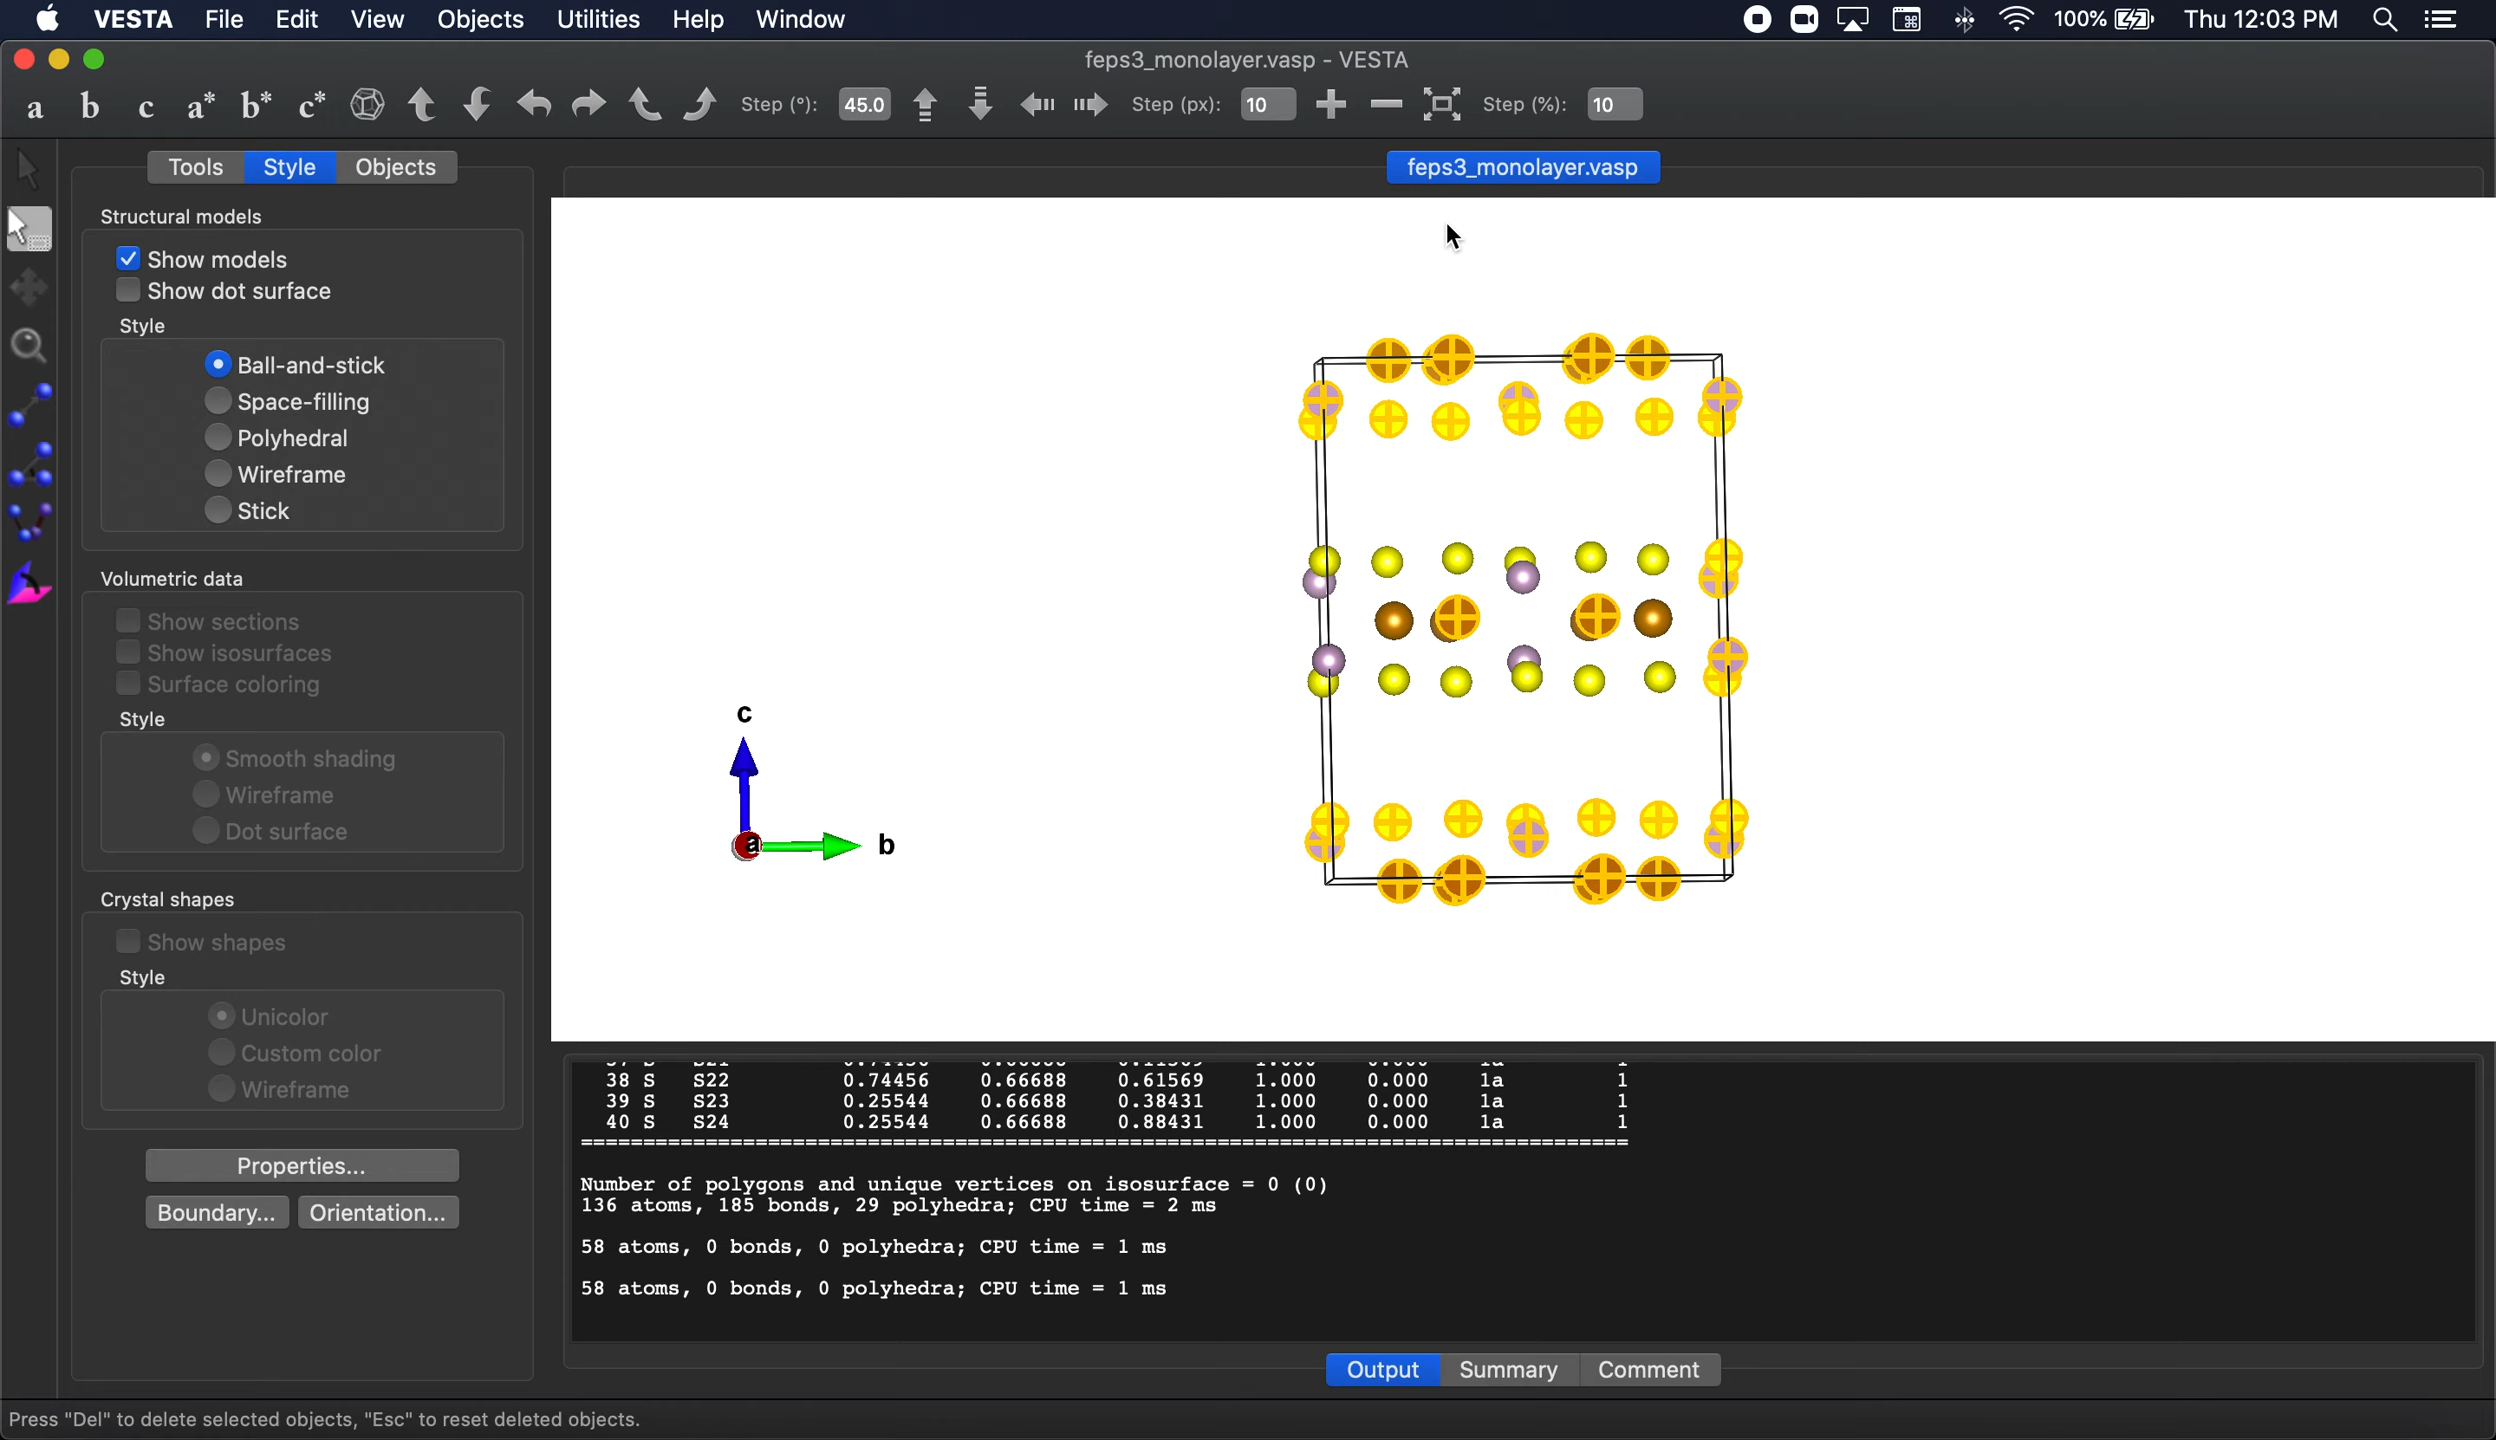 VESTA File Edit View Objects Utilities Help Window 100% Thu 12:03 PM
feps3_monolayer.vasp - VESTA
a b c a* b* c* Step (°): 45.0 Step (px): 10 Step (%): 10
Tools Style Objects
feps3_monolayer.vasp
Structural models
Show models
Show dot surface
Style
Ball-and-stick
Space-filling
Polyhedral
Wireframe
Stick
Volumetric data
Show sections
Show isosurfaces
Surface coloring
Style
Smooth shading
Wireframe
Dot surface
Crystal shapes
Show shapes
Style
Unicolor
Custom color
Wireframe
Properties...
Boundary... Orientation...
c
a
b
38 S S22 0.74456 0.66688 0.61569 1.000 0.000 1a 1
39 S S23 0.25544 0.66688 0.38431 1.000 0.000 1a 1
40 S S24 0.25544 0.66688 0.88431 1.000 0.000 1a 1
Number of polygons and unique vertices on isosurface = 0 (0)
136 atoms, 185 bonds, 29 polyhedra; CPU time = 2 ms
58 atoms, 0 bonds, 0 polyhedra; CPU time = 1 ms
58 atoms, 0 bonds, 0 polyhedra; CPU time = 1 ms
Output Summary Comment
Press "Del" to delete selected objects, "Esc" to reset deleted objects.